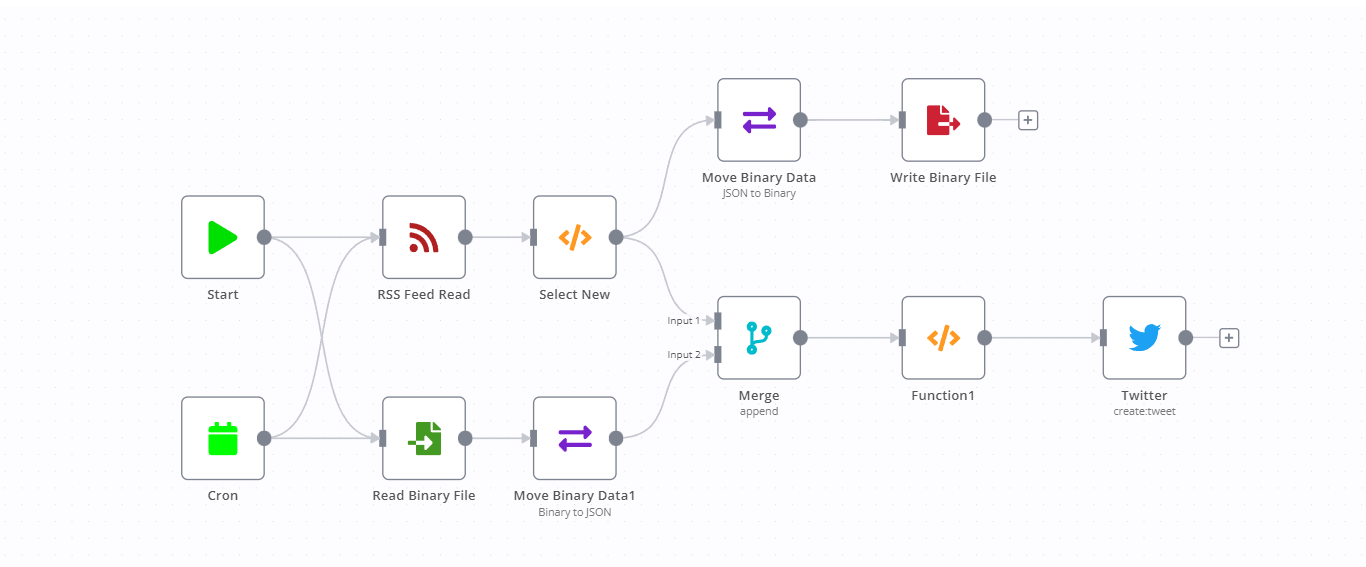 Move Binary Data
JSON to Binary
Write Binary File
Start
RSS Feed Read
Select New
Input 1
Input 2
Merge
append
Function1
Twitter
create:tweet
Cron
Read Binary File
Move Binary Data1
Binary to JSON